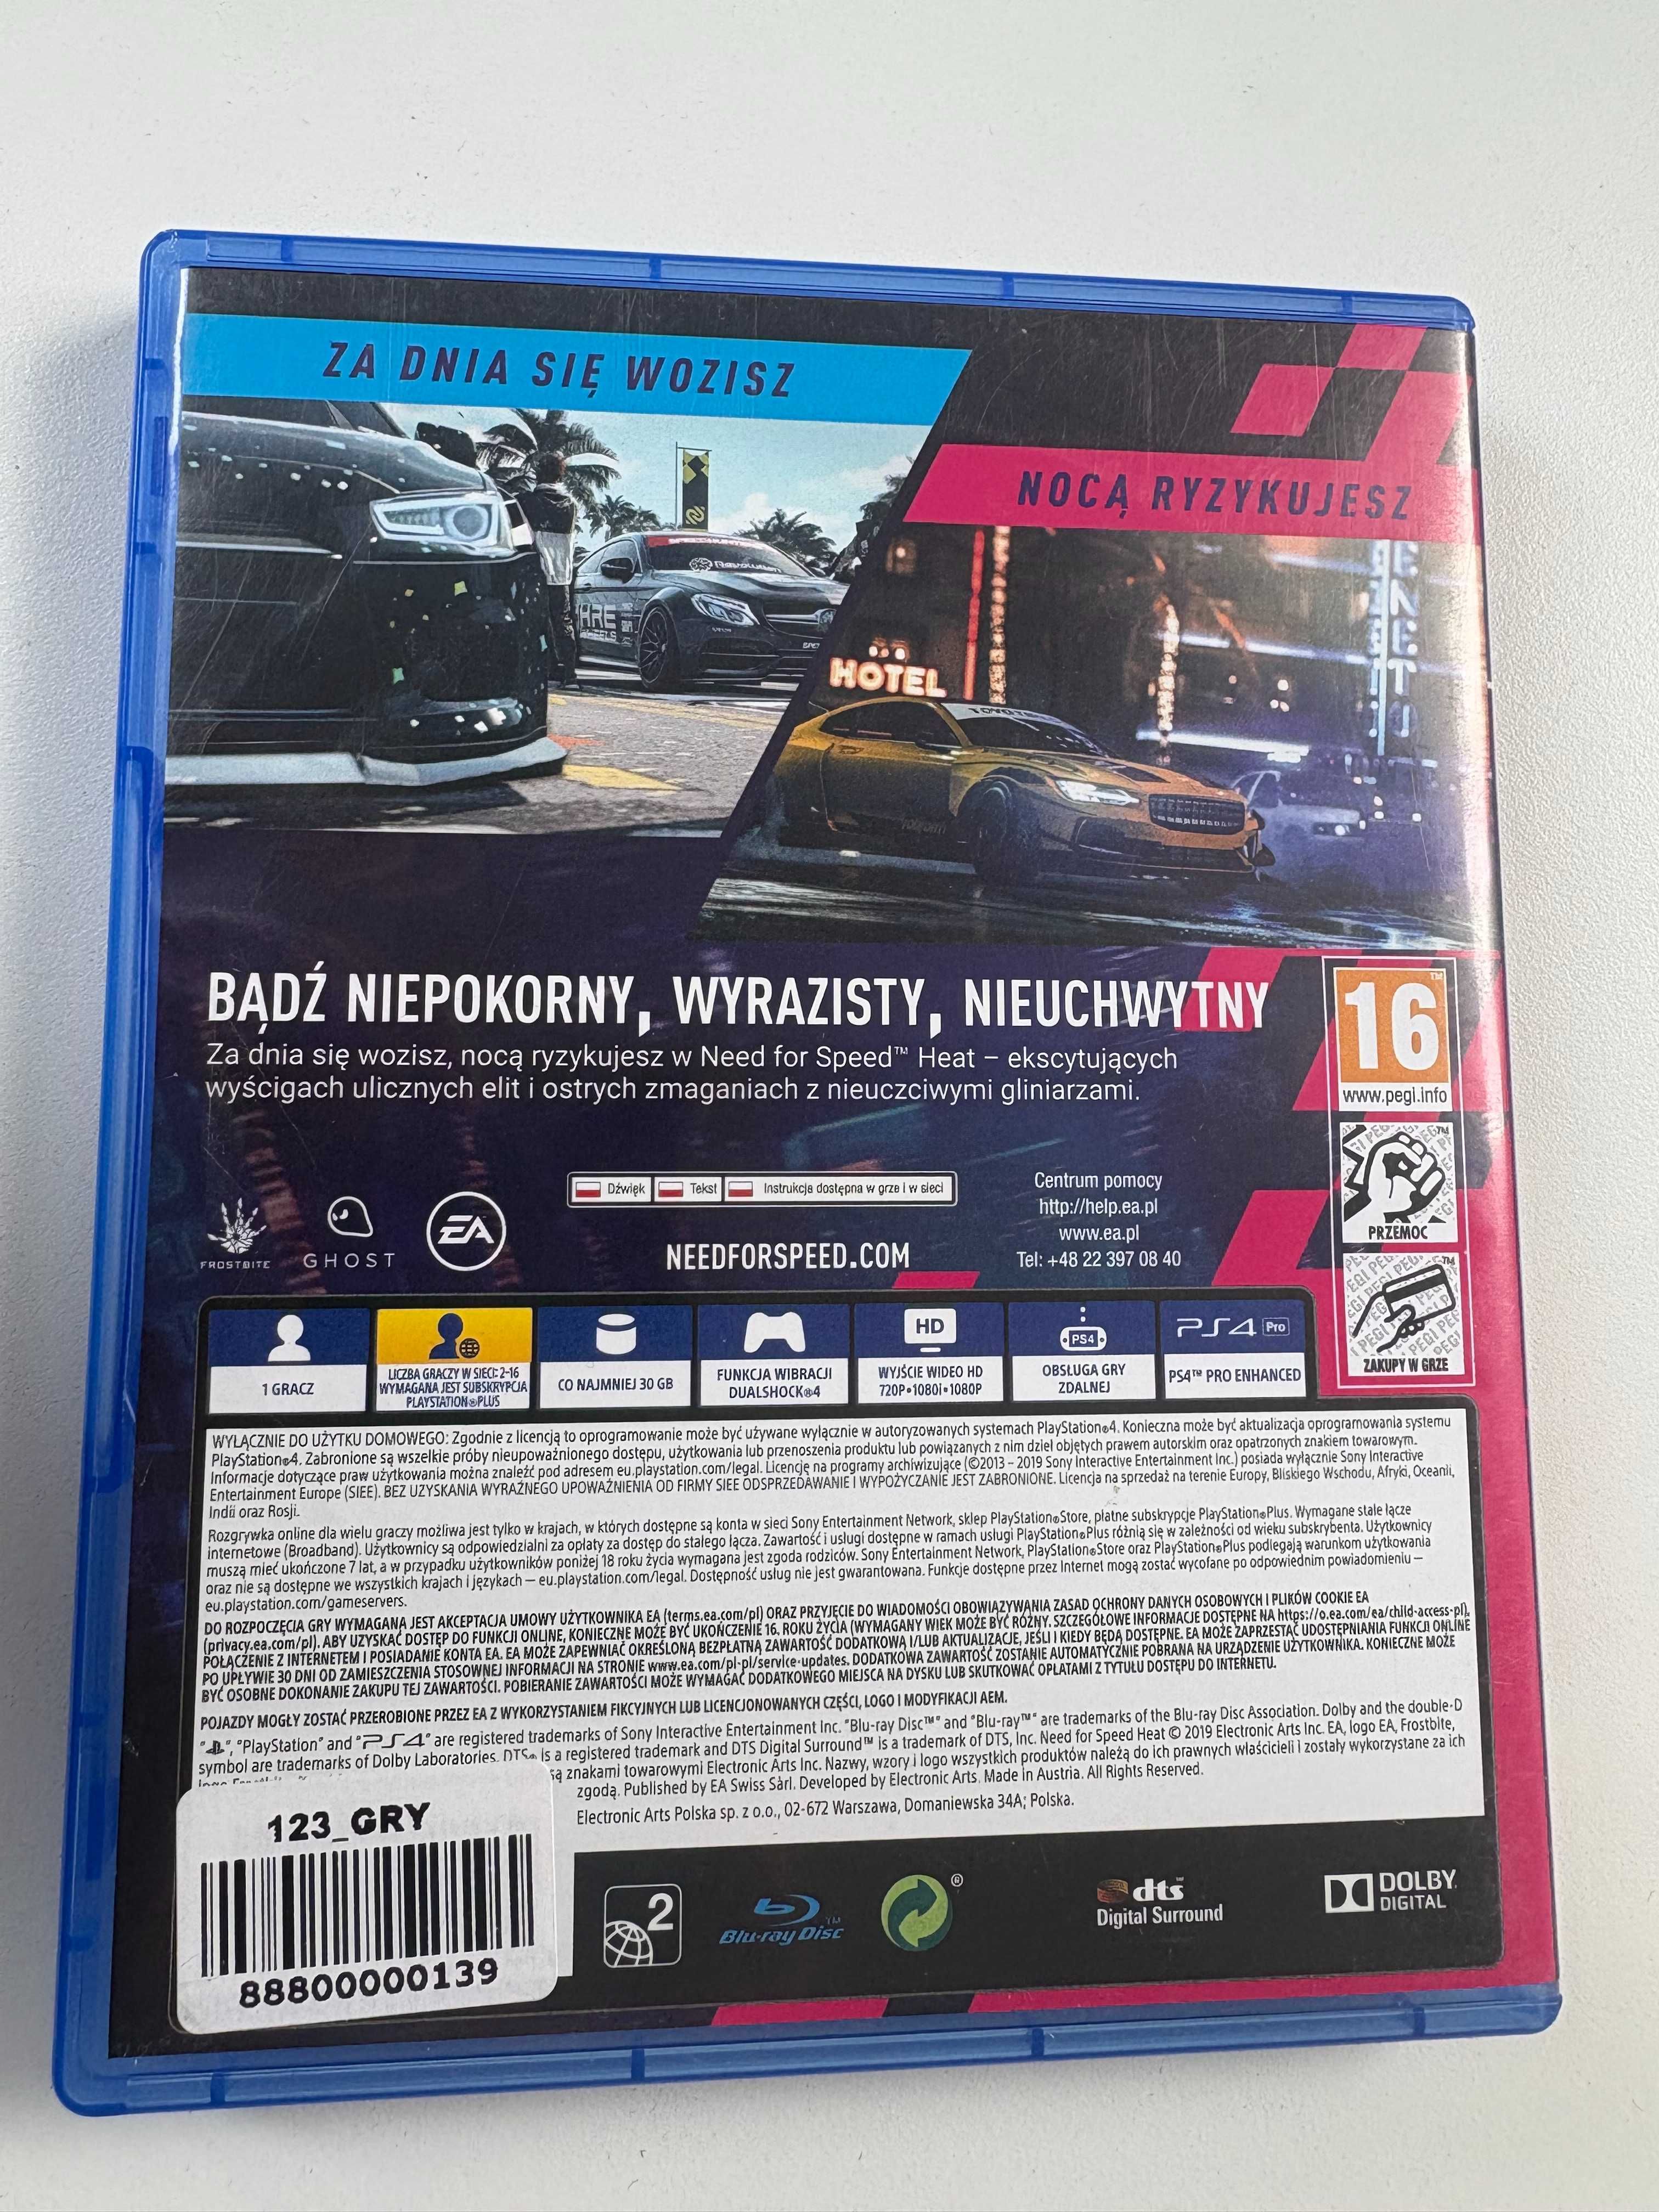 ZA DNIA SIĘ WOZISZ
NOCĄ RYZYKUJESZ
SPEEDHUNTERS
HRE
WHEELS
HOTEL
BĄDŹ NIEPOKORNY, WYRAZISTY, NIEUCHWYTNY
Za dnia się wozisz, nocą ryzykujesz w Need for Speed™ Heat – ekscytujących
wyścigach ulicznych elit i ostrych zmaganiach z nieuczciwymi gliniarzami.
16
www.pegi.info
PRZEMOC
ZAKUPY W GRZE
FROSTBITE
GHOST
EA
Dźwięk Tekst Instrukcja dostępna w grze i w sieci
NEEDFORSPEED.COM
Centrum pomocy
http://help.ea.pl
www.ea.pl
Tel: +48 22 397 08 40
1 GRACZ
LICZBA GRACZY W SIECI: 2-16
WYMAGANA JEST SUBSKRYPCJA
PLAYSTATION®PLUS
CO NAJMNIEJ 30 GB
FUNKCJA WIBRACJI
DUALSHOCK®4
HD
WYJŚCIE WIDEO HD
720P•1080i•1080P
PS4
OBSŁUGA GRY
ZDALNEJ
PS4 Pro
PS4™ PRO ENHANCED
WYŁĄCZNIE DO UŻYTKU DOMOWEGO: Zgodnie z licencją to oprogramowanie może być używane wyłącznie w autoryzowanych systemach PlayStation®4. Konieczna może być aktualizacja oprogramowania systemu
PlayStation®4. Zabronione są wszelkie próby nieupoważnionego dostępu, użytkowania lub przenoszenia produktu lub powiązanych z nim dzieł objętych prawem autorskim oraz opatrzonych znakiem towarowym.
Informacje dotyczące praw użytkowania można znaleźć pod adresem eu.playstation.com/legal. Licencję na programy archiwizujące (©2013 – 2019 Sony Interactive Entertainment Inc.) posiada wyłącznie Sony Interactive
Entertainment Europe (SIEE). BEZ UZYSKANIA WYRAŹNEGO UPOWAŻNIENIA OD FIRMY SIEE ODSPRZEDAWANIE I WYPOŻYCZANIE JEST ZABRONIONE. Licencja na sprzedaż na terenie Europy, Bliskiego Wschodu, Afryki, Oceanii,
Indii oraz Rosji.
Rozgrywka online dla wielu graczy możliwa jest tylko w krajach, w których dostępne są konta w sieci Sony Entertainment Network, sklep PlayStation®Store, płatne subskrypcje PlayStation®Plus. Wymagane stałe łącze
internetowe (Broadband). Użytkownicy są odpowiedzialni za opłaty za dostęp do stałego łącza. Zawartość i usługi dostępne w ramach usługi PlayStation®Plus różnią się w zależności od wieku subskrybenta. Użytkownicy
muszą mieć ukończone 7 lat, a w przypadku użytkowników poniżej 18 roku życia wymagana jest zgoda rodziców. Sony Entertainment Network, PlayStation®Store oraz PlayStation®Plus podlegają warunkom użytkowania
oraz nie są dostępne we wszystkich krajach i językach – eu.playstation.com/legal. Dostępność usług nie jest gwarantowana. Funkcje dostępne przez Internet mogą zostać wycofane po odpowiednim powiadomieniu –
eu.playstation.com/gameservers.
DO ROZPOCZĘCIA GRY WYMAGANA JEST AKCEPTACJA UMOWY UŻYTKOWNIKA EA (terms.ea.com/pl) ORAZ PRZYJĘCIE DO WIADOMOŚCI OBOWIĄZYWANIA ZASAD OCHRONY DANYCH OSOBOWYCH I PLIKÓW COOKIE EA
(privacy.ea.com/pl). ABY UZYSKAĆ DOSTĘP DO FUNKCJI ONLINE, KONIECZNE MOŻE BYĆ UKOŃCZENIE 16. ROKU ŻYCIA (WYMAGANY WIEK MOŻE BYĆ RÓŻNY. SZCZEGÓŁOWE INFORMACJE DOSTĘPNE NA https://o.ea.com/ea/child-access-pl),
POŁĄCZENIE Z INTERNETEM I POSIADANIE KONTA EA. EA MOŻE ZAPEWNIAĆ OKREŚLONĄ BEZPŁATNĄ ZAWARTOŚĆ DODATKOWĄ I/LUB AKTUALIZACJE, JEŚLI I KIEDY BĘDĄ DOSTĘPNE. EA MOŻE ZAPRZESTAĆ UDOSTĘPNIANIA FUNKCJI ONLINE
PO UPŁYWIE 30 DNI OD ZAMIESZCZENIA STOSOWNEJ INFORMACJI NA STRONIE www.ea.com/pl-pl/service-updates. DODATKOWA ZAWARTOŚĆ ZOSTANIE AUTOMATYCZNIE POBRANA NA URZĄDZENIE UŻYTKOWNIKA. KONIECZNE MOŻE
BYĆ OSOBNE DOKONANIE ZAKUPU TEJ ZAWARTOŚCI. POBIERANIE ZAWARTOŚCI MOŻE WYMAGAĆ DODATKOWEGO MIEJSCA NA DYSKU LUB SKUTKOWAĆ OPŁATAMI Z TYTUŁU DOSTĘPU DO INTERNETU.
POJAZDY MOGŁY ZOSTAĆ PRZEROBIONE PRZEZ EA Z WYKORZYSTANIEM FIKCYJNYCH LUB LICENCJONOWANYCH CZĘŚCI, LOGO I MODYFIKACJI AEM.
"PlayStation" and "PS4" are registered trademarks of Sony Interactive Entertainment Inc. "Blu-ray Disc™" and "Blu-ray™" are trademarks of the Blu-ray Disc Association. Dolby and the double-D
symbol are trademarks of Dolby Laboratories. DTS® is a registered trademark and DTS Digital Surround™ is a trademark of DTS, Inc. Need for Speed Heat © 2019 Electronic Arts Inc. EA, logo EA, Frostbite,
są znakami towarowymi Electronic Arts Inc. Nazwy, wzory i logo wszystkich produktów należą do ich prawnych właścicieli i zostały wykorzystane za ich
zgodą. Published by EA Swiss Sàrl. Developed by Electronic Arts. Made in Austria. All Rights Reserved.
Electronic Arts Polska sp. z o.o., 02-672 Warszawa, Domaniewska 34A; Polska.
123_GRY
88800000139
2
Blu-ray Disc™
®
dts
Digital Surround
DOLBY
DIGITAL